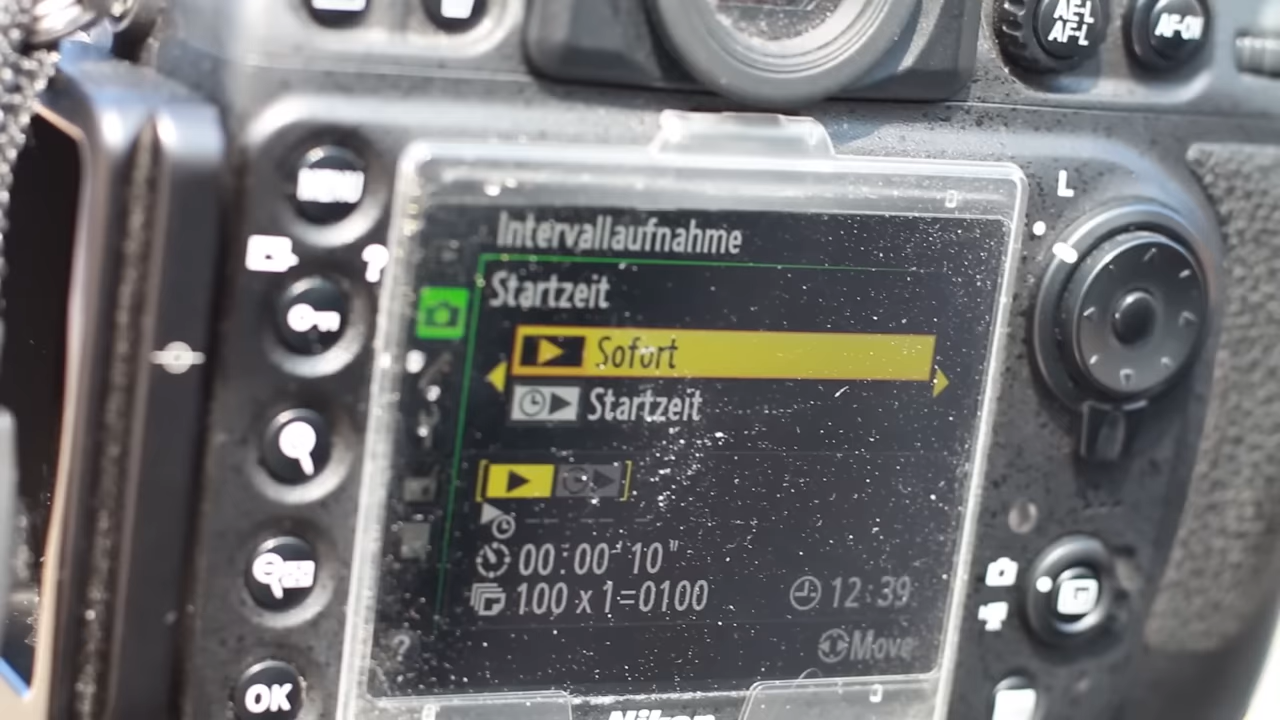 AE-L
AF-L
AF-ON
MENU
L
?
Intervallaufnahme
Startzeit
Sofort
Startzeit
00:00'10"
100 x 1=0100
12:39
?
Move
OK
Nikon